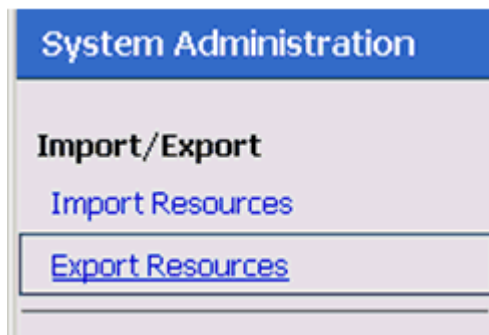 System Administration
Import/Export
Import Resources
Export Resources